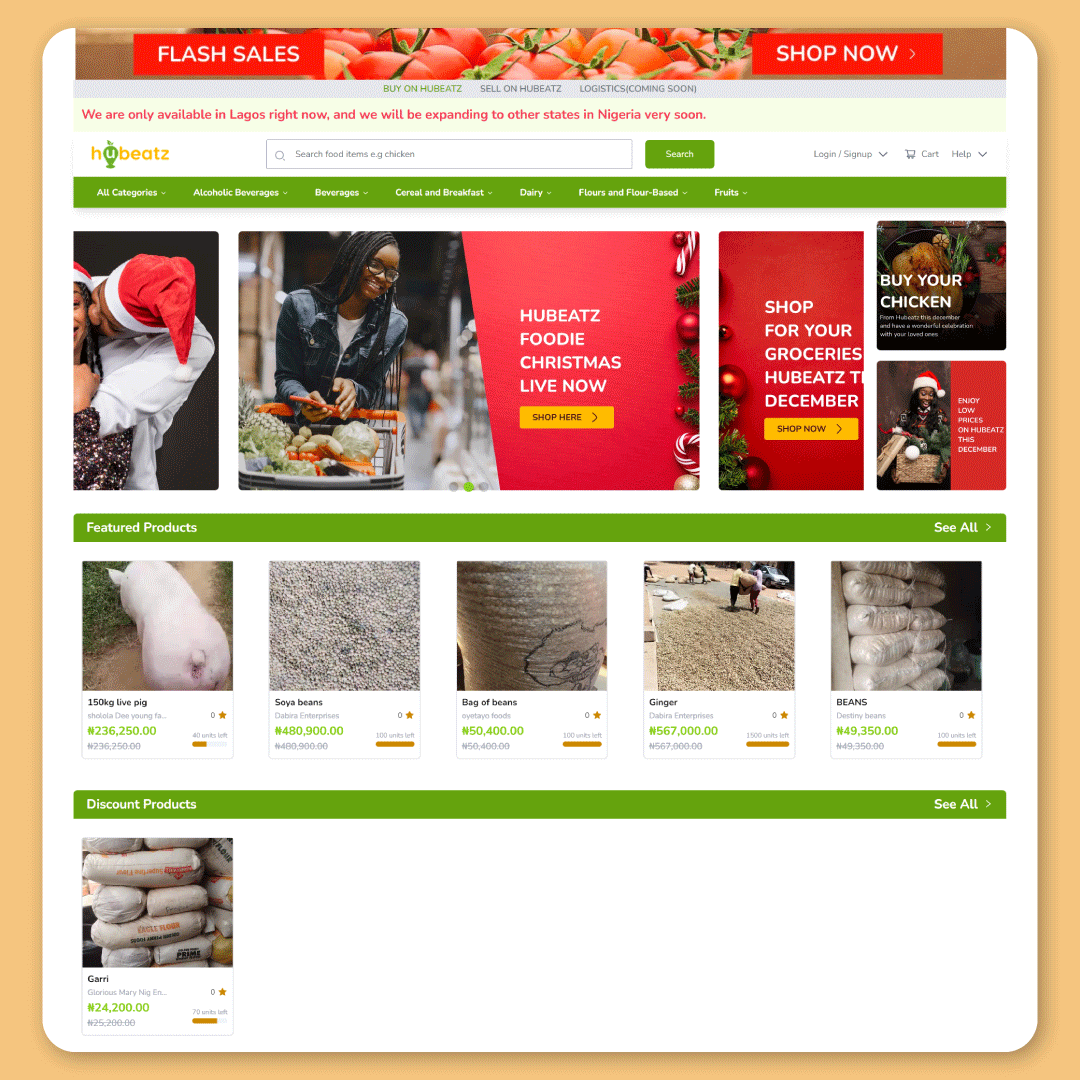 FLASH SALES
SHOP NOW
BUY ON HUBEATZ SELL ON HUBEATZ LOGISTICS(COMING SOON)
We are only available in Lagos right now, and we will be expanding to other states in Nigeria very soon.
hubeatz
Search food items e.g chicken
Search
Login / Signup
Cart
Help
All Categories
Alcoholic Beverages
Beverages
Cereal and Breakfast
Dairy
Flours and Flour-Based
Fruits
HUBEATZ
FOODIE
CHRISTMAS
LIVE NOW
SHOP HERE
SHOP
FOR YOUR
GROCERIES
HUBEATZ
DECEMBER
SHOP NOW
BUY YOUR
CHICKEN
From Hubeatz this december
and have a wonderful celebration
with your loved ones
ENJOY
LOW
PRICES
ON HUBEATZ
THIS
DECEMBER
Featured Products
See All
150kg live pig
sholola Dee young fa...
0
₦236,250.00
40 units left
₦236,250.00
Soya beans
Dabira Enterprises
0
₦480,900.00
100 units left
₦480,900.00
Bag of beans
oyetayo foods
0
₦50,400.00
100 units left
₦50,400.00
Ginger
Dabira Enterprises
0
₦567,000.00
1500 units left
₦567,000.00
BEANS
Destiny beans
0
₦49,350.00
100 units left
₦49,350.00
Discount Products
See All
EAGLE FLOUR
PRIME
Garri
Glorious Mary Nig En...
0
₦24,200.00
70 units left
₦25,200.00